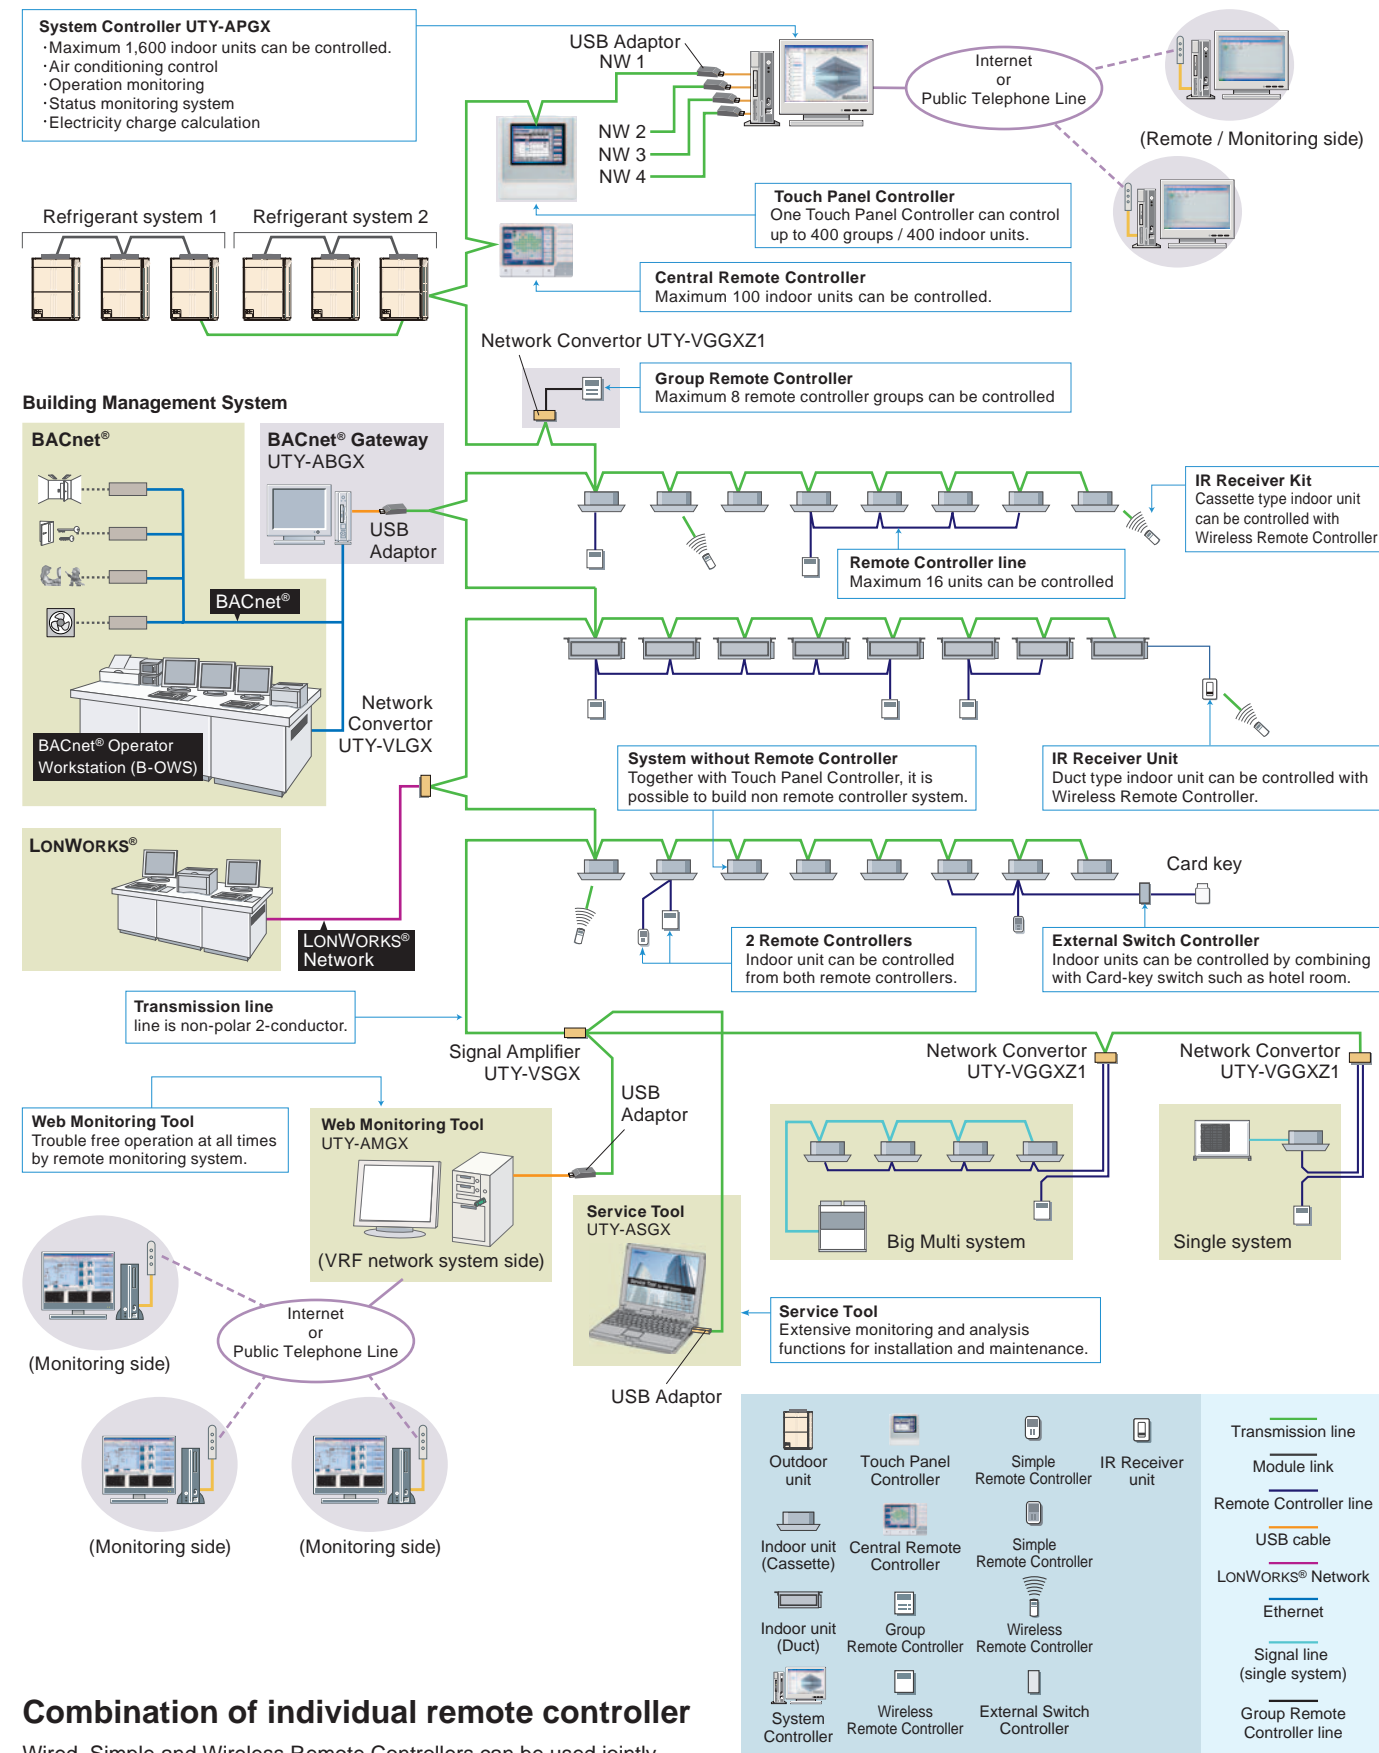 System Controller UTY-APGX
·Maximum 1,600 indoor units can be controlled.
·Air conditioning control
·Operation monitoring
·Status monitoring system
·Electricity charge calculation
USB Adaptor
NW 1
NW 2
NW 3
NW 4
Internet
or
Public Telephone Line
(Remote / Monitoring side)
Touch Panel Controller
One Touch Panel Controller can control
up to 400 groups / 400 indoor units.
Refrigerant system 1
Refrigerant system 2
Central Remote Controller
Maximum 100 indoor units can be controlled.
Network Convertor UTY-VGGXZ1
Group Remote Controller
Maximum 8 remote controller groups can be controlled
Building Management System
BACnet®
BACnet® Gateway
UTY-ABGX
USB
Adaptor
BACnet®
BACnet® Operator
Workstation (B-OWS)
IR Receiver Kit
Cassette type indoor unit
can be controlled with
Wireless Remote Controller
Remote Controller line
Maximum 16 units can be controlled
Network
Convertor
UTY-VLGX
System without Remote Controller
Together with Touch Panel Controller, it is
possible to build non remote controller system.
IR Receiver Unit
Duct type indoor unit can be controlled with
Wireless Remote Controller.
LONWORKS®
LONWORKS®
Network
Card key
2 Remote Controllers
Indoor unit can be controlled
from both remote controllers.
External Switch Controller
Indoor units can be controlled by combining
with Card-key switch such as hotel room.
Transmission line
line is non-polar 2-conductor.
Signal Amplifier
UTY-VSGX
Network Convertor
UTY-VGGXZ1
Network Convertor
UTY-VGGXZ1
Web Monitoring Tool
Trouble free operation at all times
by remote monitoring system.
Web Monitoring Tool
UTY-AMGX
(VRF network system side)
USB
Adaptor
Service Tool
UTY-ASGX
USB Adaptor
Big Multi system
Single system
Service Tool
Extensive monitoring and analysis
functions for installation and maintenance.
Internet
or
Public Telephone Line
(Monitoring side)
(Monitoring side)
(Monitoring side)
Outdoor
unit
Touch Panel
Controller
Simple
Remote Controller
IR Receiver
unit
Indoor unit
(Cassette)
Central Remote
Controller
Simple
Remote Controller
Indoor unit
(Duct)
Group
Remote Controller
Wireless
Remote Controller
System
Controller
Wireless
Remote Controller
External Switch
Controller
Transmission line
Module link
Remote Controller line
USB cable
LONWORKS® Network
Ethernet
Signal line
(single system)
Group Remote
Controller line
Combination of individual remote controller
Wired, Simple and Wireless Remote Controllers can be used jointly